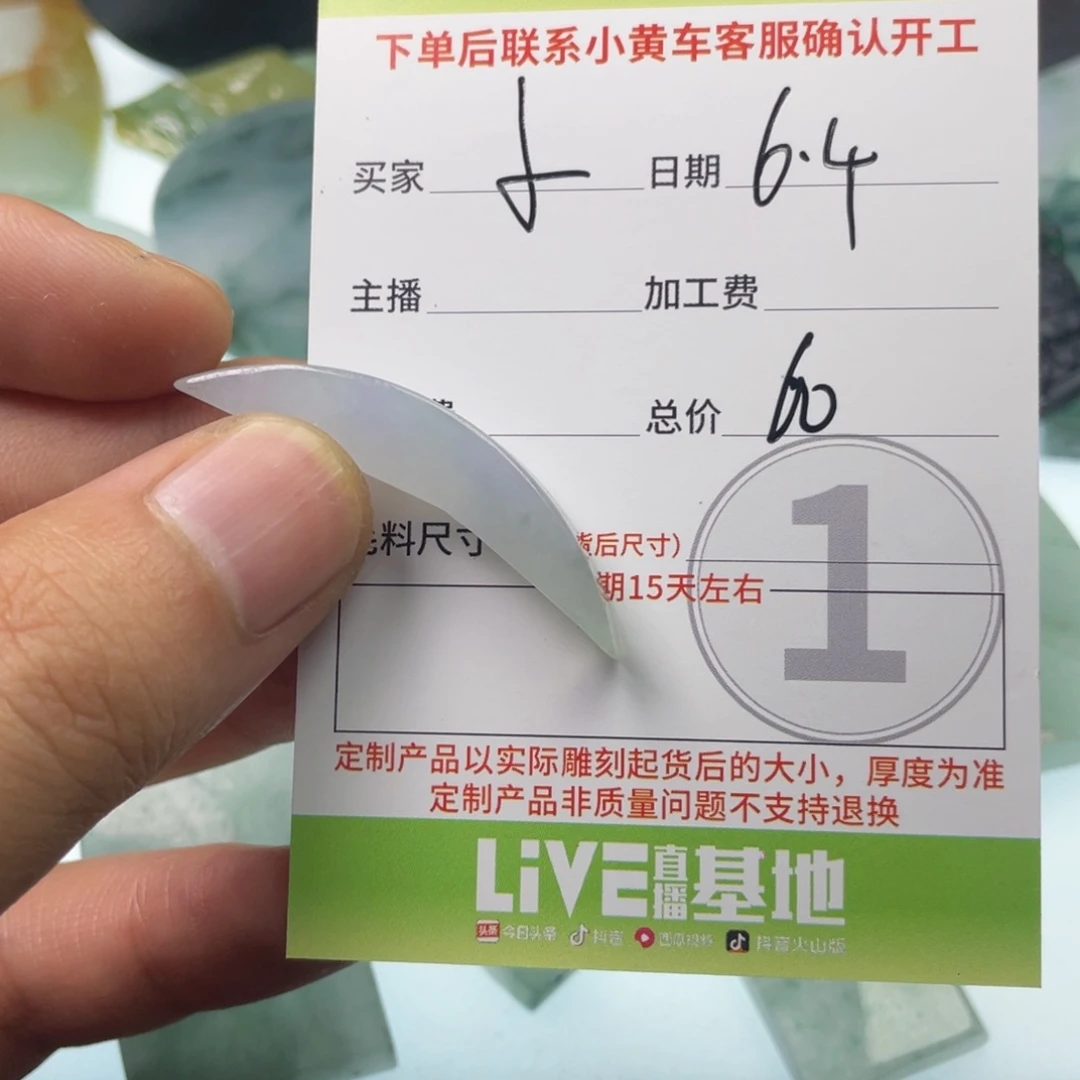 下单后联系小黄车客服确认开工
买家 日期 6.4
主播 加工费
总价 60
料尺寸 货后尺寸)
期15天左右
1
定制产品以实际雕刻起货后的大小，厚度为准
定制产品非质量问题不支持退换
LiVE直播基地
头条 今日头条 抖音 西瓜视频 抖音火山版